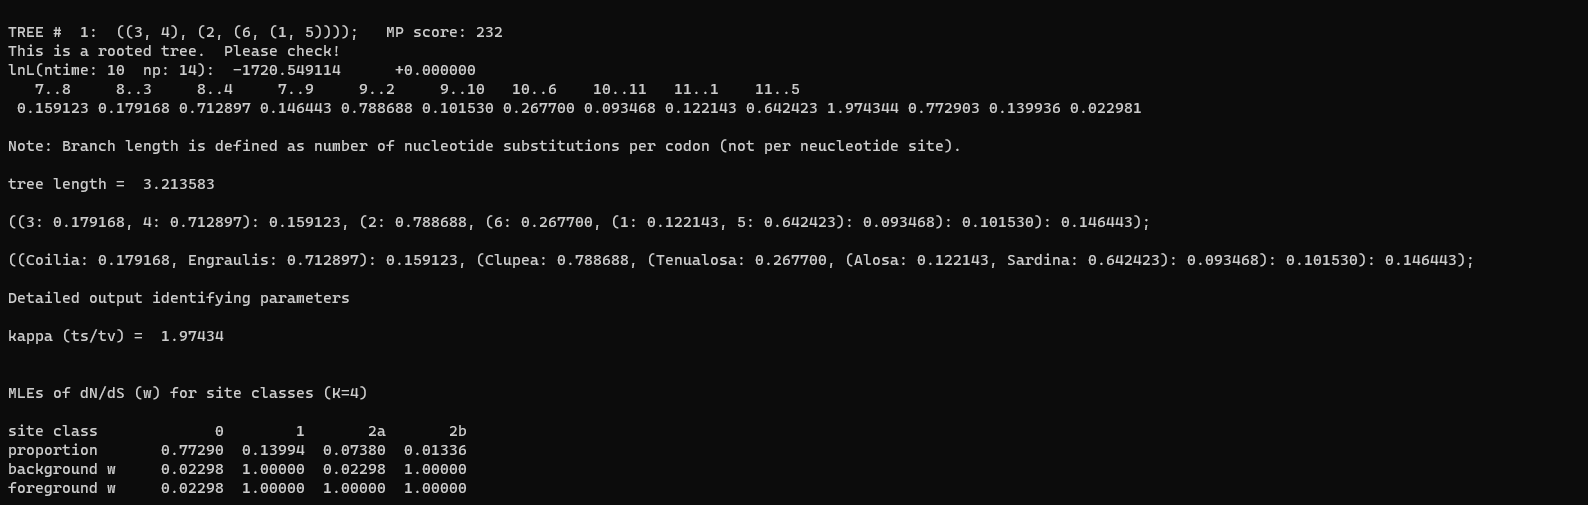 TREE #  1:  ((3, 4), (2, (6, (1, 5))));   MP score: 232
This is a rooted tree.  Please check!
lnL(ntime: 10  np: 14):  -1720.549114      +0.000000
   7..8     8..3     8..4     7..9     9..2     9..10   10..6    10..11   11..1    11..5
 0.159123 0.179168 0.712897 0.146443 0.788688 0.101530 0.267700 0.093468 0.122143 0.642423 1.974344 0.772903 0.139936 0.022981
Note: Branch length is defined as number of nucleotide substitutions per codon (not per neucleotide site).
tree length =  3.213583
((3: 0.179168, 4: 0.712897): 0.159123, (2: 0.788688, (6: 0.267700, (1: 0.122143, 5: 0.642423): 0.093468): 0.101530): 0.146443);
((Coilia: 0.179168, Engraulis: 0.712897): 0.159123, (Clupea: 0.788688, (Tenualosa: 0.267700, (Alosa: 0.122143, Sardina: 0.642423): 0.093468): 0.101530): 0.146443);
Detailed output identifying parameters
kappa (ts/tv) =  1.97434
MLEs of dN/dS (w) for site classes (K=4)
site class             0        1       2a       2b
proportion       0.77290  0.13994  0.07380  0.01336
background w     0.02298  1.00000  0.02298  1.00000
foreground w     0.02298  1.00000  1.00000  1.00000